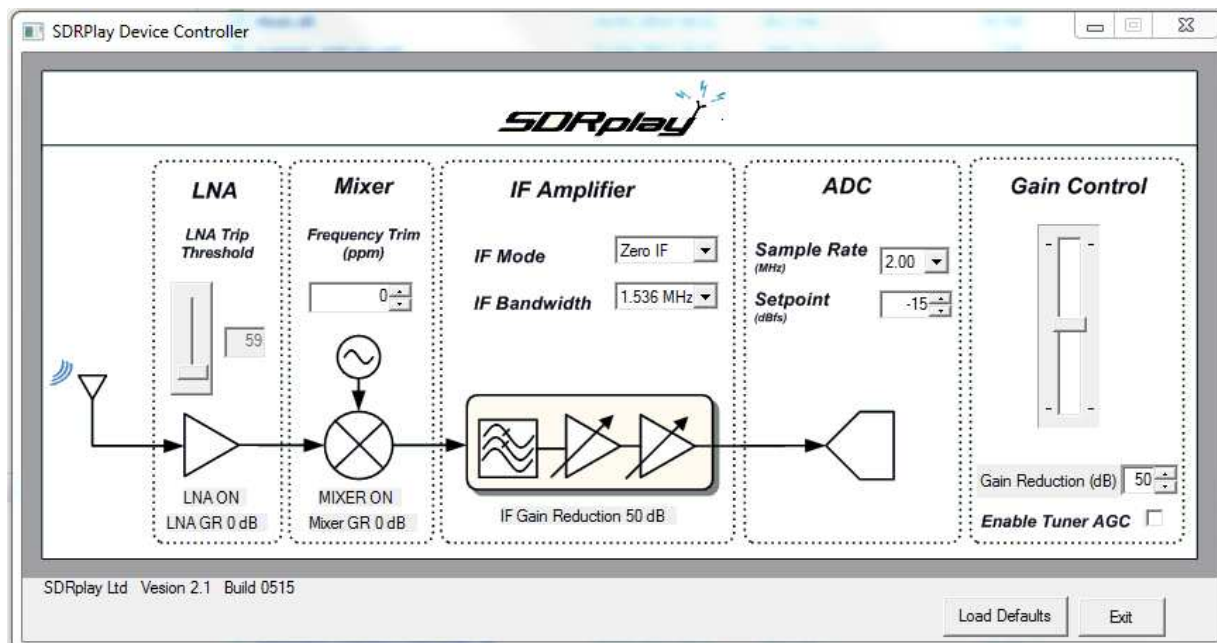 SDRPlay Device Controller
SDRplay
LNA
LNA Trip
Threshold
59
LNA ON
LNA GR 0 dB
Mixer
Frequency Trim
(ppm)
0
MIXER ON
Mixer GR 0 dB
IF Amplifier
IF Mode
Zero IF
IF Bandwidth
1.536 MHz
IF Gain Reduction 50 dB
ADC
Sample Rate
(MHz)
2.00
Setpoint
(dBfs)
-15
Gain Control
Gain Reduction (dB)
50
Enable Tuner AGC
SDRplay Ltd Vesion 2.1 Build 0515
Load Defaults
Exit